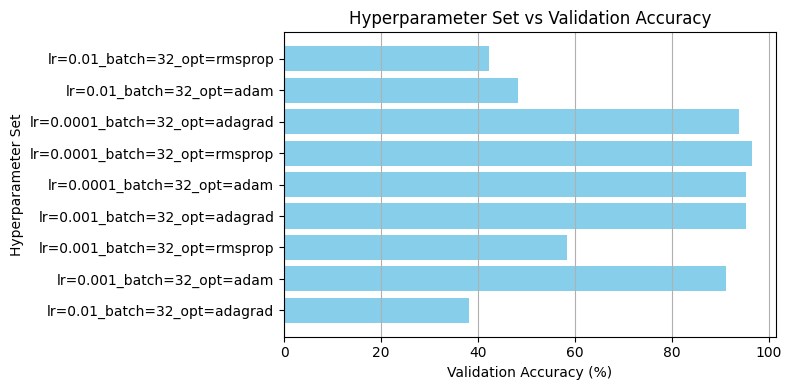 Hyperparameter Set vs Validation Accuracy
Hyperparameter Set
lr=0.01_batch=32_opt=rmsprop
lr=0.01_batch=32_opt=adam
lr=0.0001_batch=32_opt=adagrad
lr=0.0001_batch=32_opt=rmsprop
lr=0.0001_batch=32_opt=adam
lr=0.001_batch=32_opt=adagrad
lr=0.001_batch=32_opt=rmsprop
lr=0.001_batch=32_opt=adam
lr=0.01_batch=32_opt=adagrad
0 20 40 60 80 100
Validation Accuracy (%)